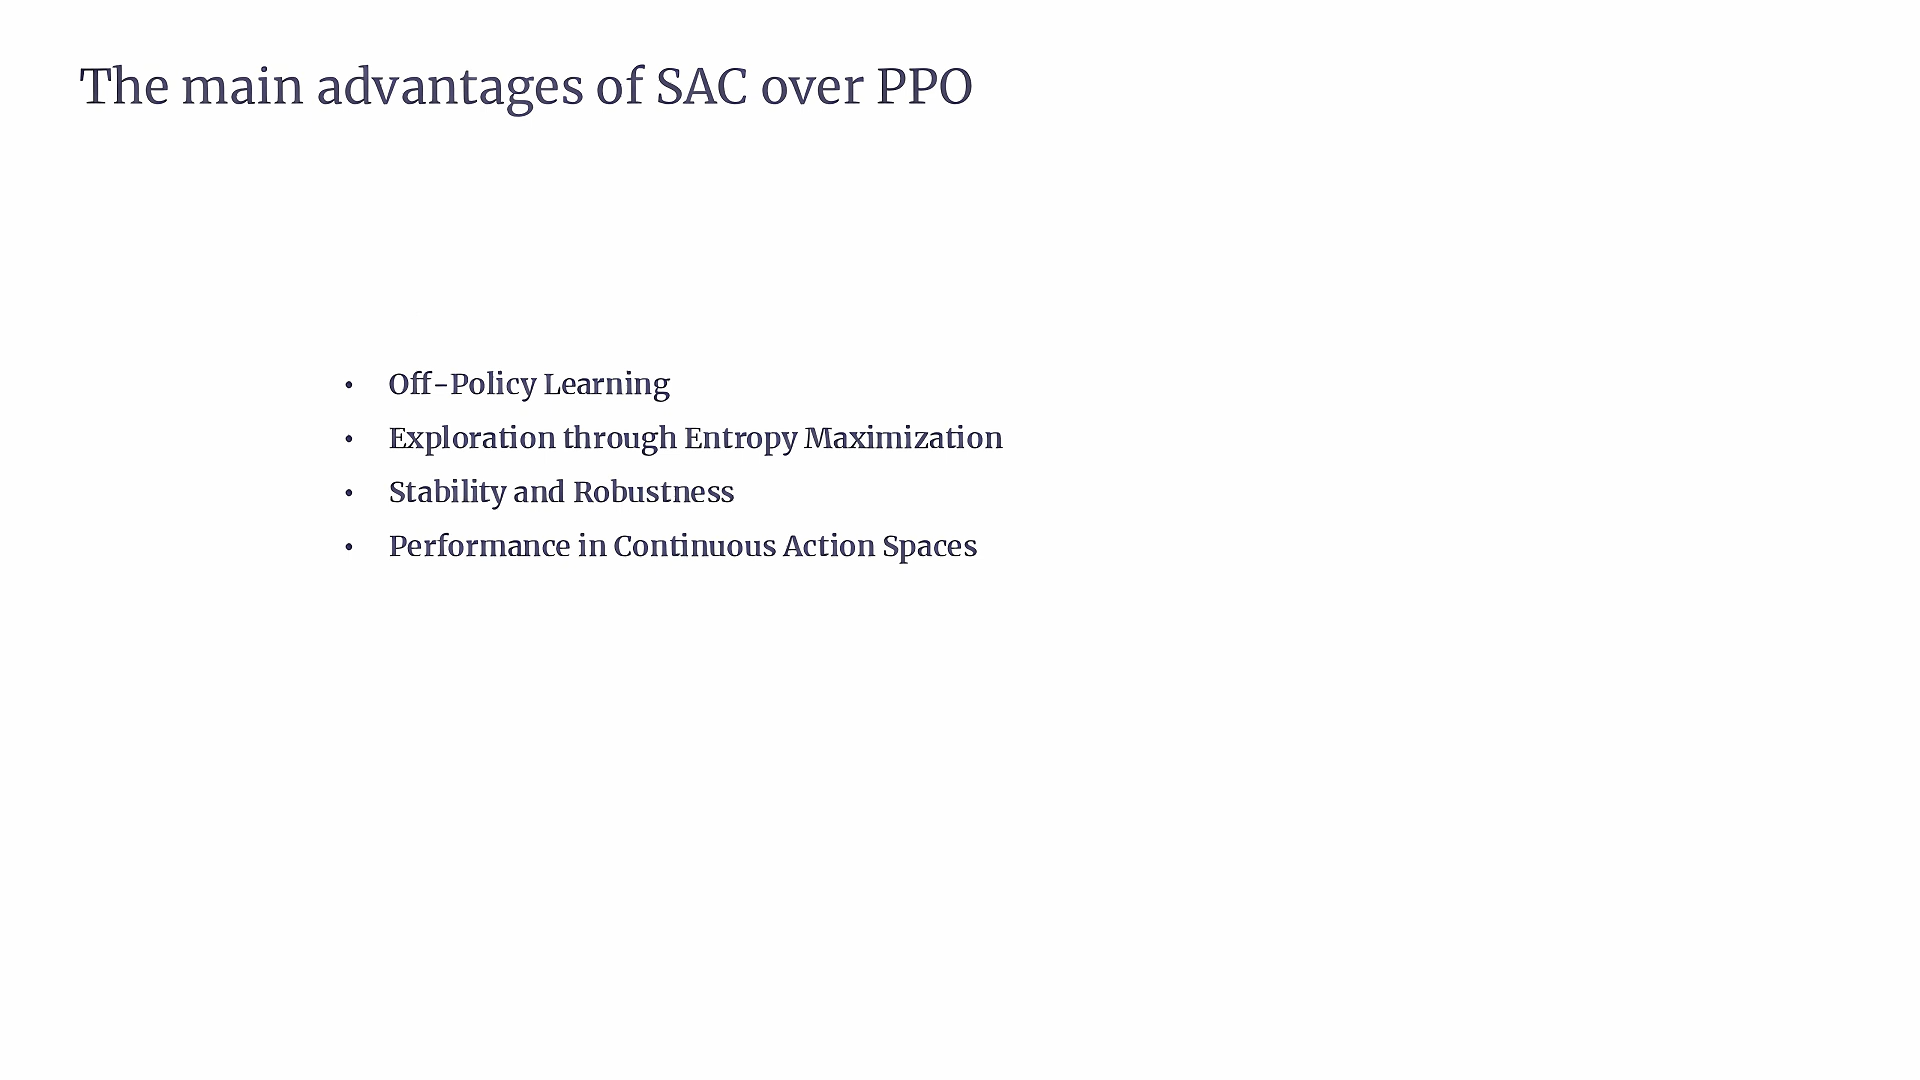 The main advantages of SAC over PPO
• Off-Policy Learning
• Exploration through Entropy Maximization
• Stability and Robustness
• Performance in Continuous Action Spaces